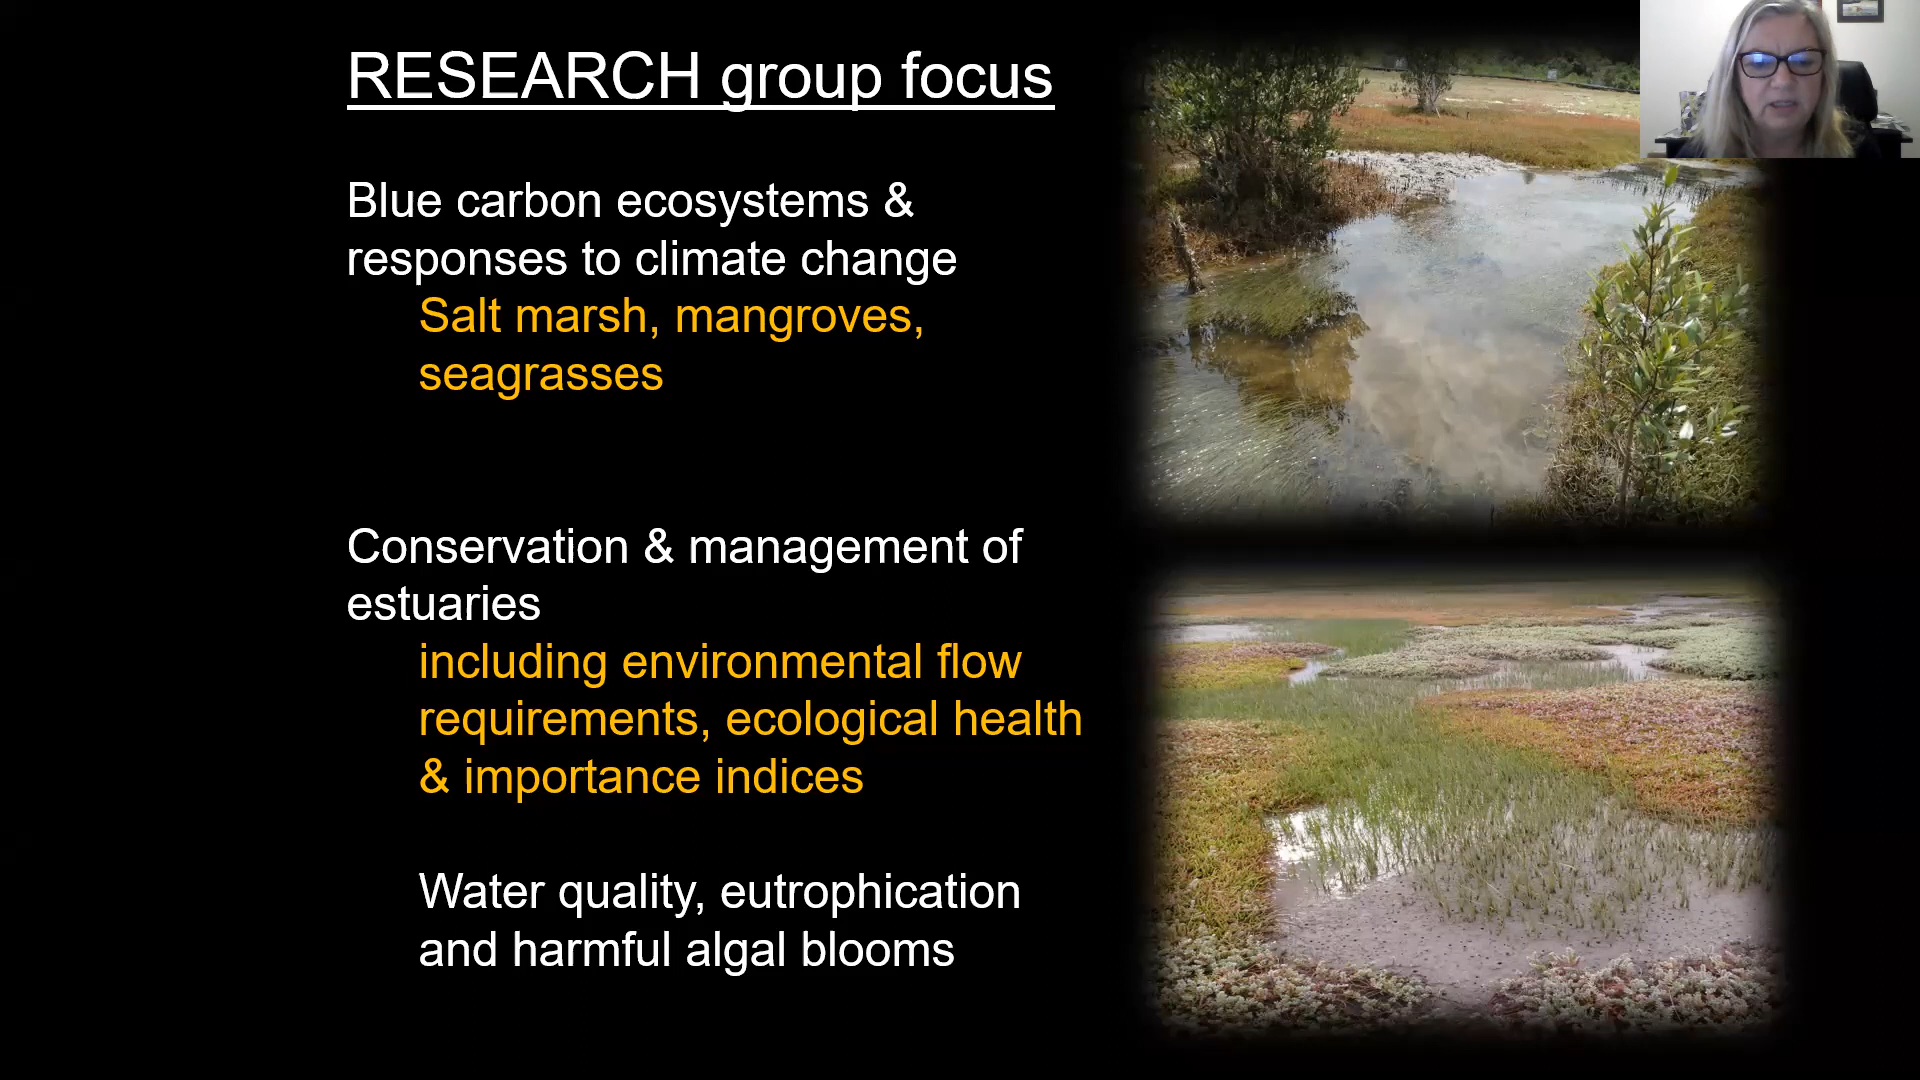 RESEARCH group focus
Blue carbon ecosystems &
responses to climate change
Salt marsh, mangroves,
seagrasses
Conservation & management of
estuaries
including environmental flow
requirements, ecological health
& importance indices
Water quality, eutrophication
and harmful algal blooms